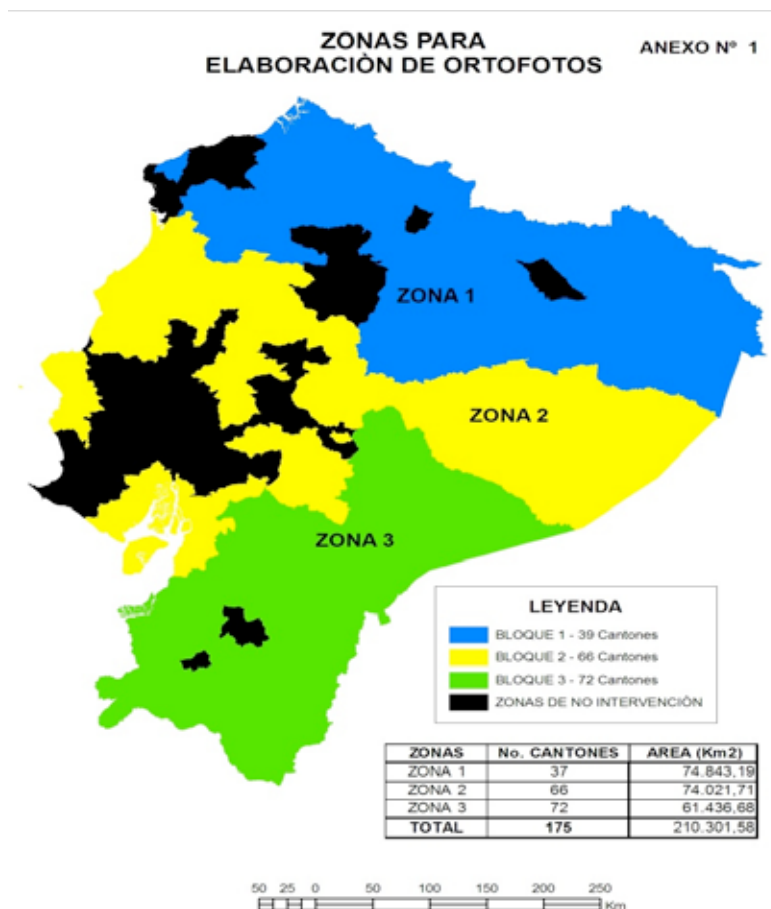 ZONAS PARA
ELABORACIÒN DE ORTOFOTOS
ANEXO Nº 1
ZONA 1
ZONA 2
ZONA 3
LEYENDA
BLOQUE 1 - 39 Cantones
BLOQUE 2 - 66 Cantones
BLOQUE 3 - 72 Cantones
ZONAS DE NO INTERVENCIÒN
ZONAS No. CANTONES AREA (Km2)
ZONA 1 37 74.843,19
ZONA 2 66 74.021,71
ZONA 3 72 61.436,68
TOTAL 175 210.301,58
50 25 0 50 100 150 200 250
Km